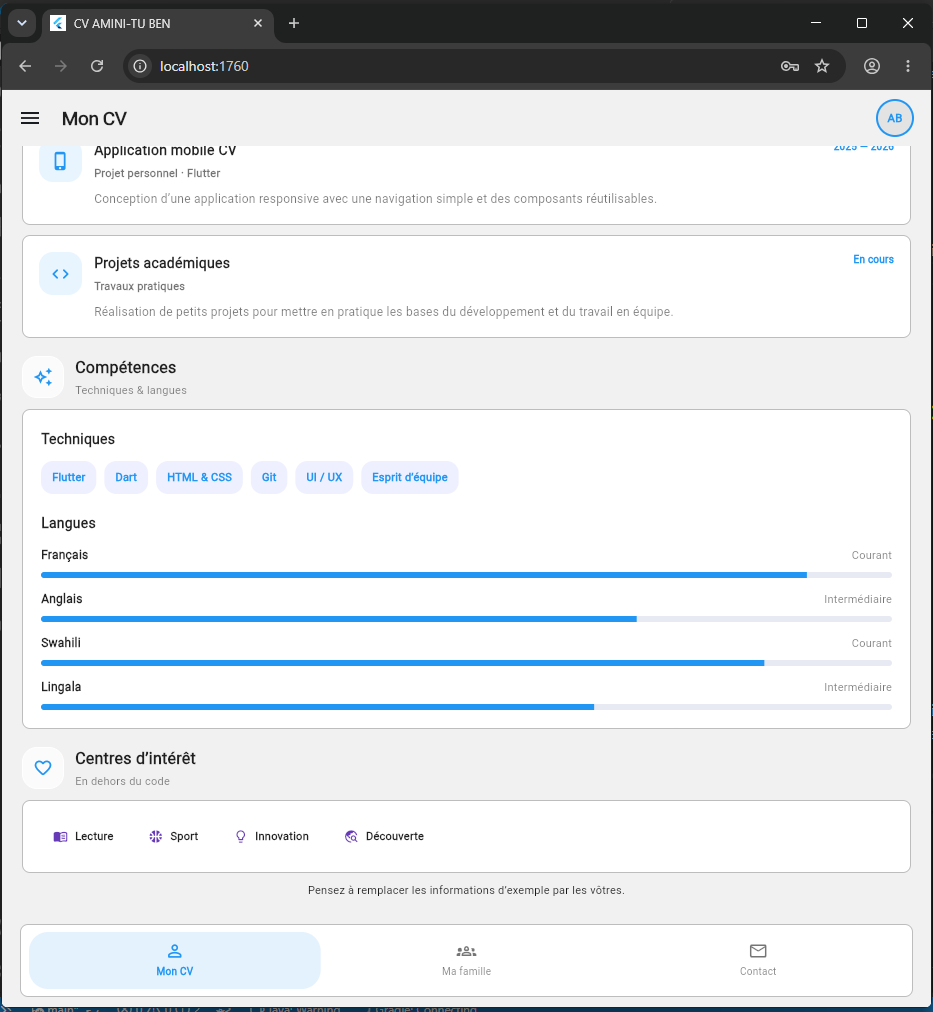 CV AMINI-TU BEN
localhost:1760
Mon CV
AB
Application mobile CV
2025 — 2026
Projet personnel · Flutter
Conception d’une application responsive avec une navigation simple et des composants réutilisables.
Projets académiques
En cours
Travaux pratiques
Réalisation de petits projets pour mettre en pratique les bases du développement et du travail en équipe.
Compétences
Techniques & langues
Techniques
Flutter Dart HTML & CSS Git UI / UX Esprit d’équipe
Langues
Français Courant
Anglais Intermédiaire
Swahili Courant
Lingala Intermédiaire
Centres d’intérêt
En dehors du code
Lecture Sport Innovation Découverte
Pensez à remplacer les informations d’exemple par les vôtres.
Mon CV Ma famille Contact